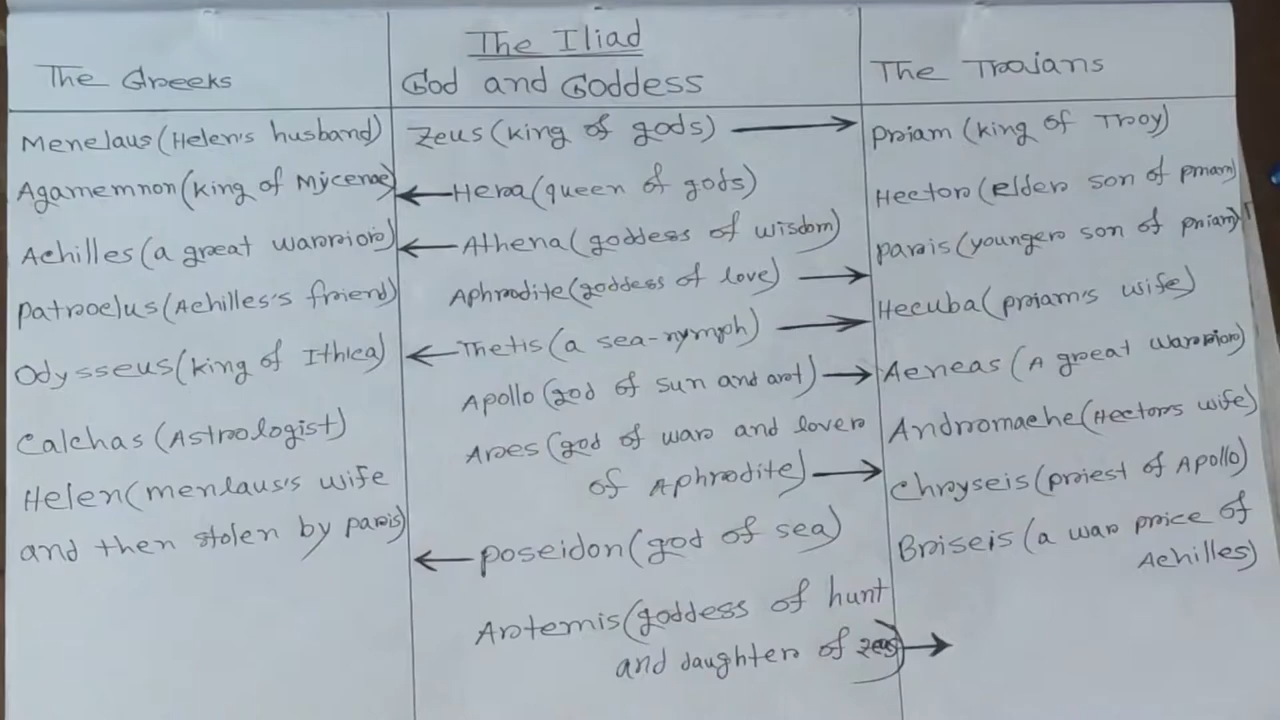 The Iliad
The Greeks
God and Goddess
The Trojans
Menelaus (Helen's husband)
Agamemnon (king of Mycenae)
Achilles (a great warrior)
Patroclus (Achilles's friend)
Odysseus (king of Ithica)
Calchas (Astrologist)
Helen (menlaus's wife
and then stolen by paris)
Zeus (king of gods) →
← Hera (queen of gods)
← Athena (goddess of wisdom)
Aphrodite (goddess of love) →
← Thetis (a sea-nymph) →
Apollo (god of sun and art) →
Ares (god of war and lover
of Aphrodite) →
← poseidon (god of sea)
Artemis (goddess of hunt
and daughter of zeus) →
Priam (king of Troy)
Hector (elder son of priam)
paris (younger son of priam)
Hecuba (priam's wife)
Aeneas (A great warrior)
Andromache (Hector's wife)
Chryseis (priest of Apollo)
Briseis (a war price of
Achilles)